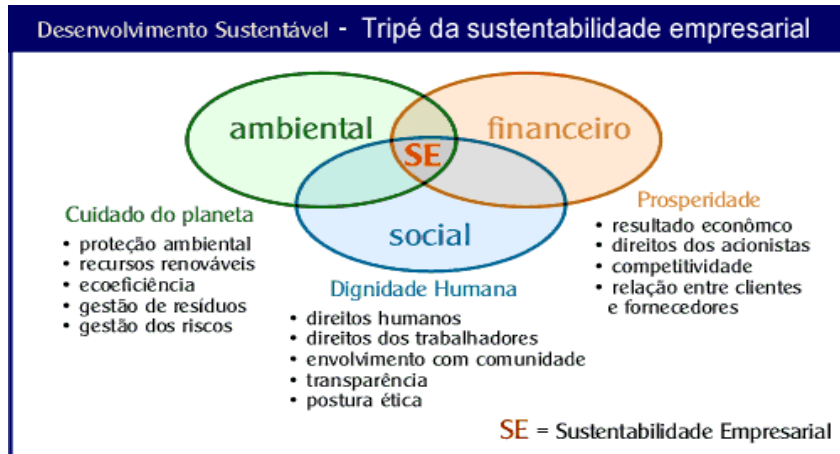 Desenvolvimento Sustentável - Tripé da sustentabilidade empresarial
ambiental
financeiro
SE
social
Cuidado do planeta
• proteção ambiental
• recursos renováveis
• ecoeficiência
• gestão de resíduos
• gestão dos riscos
Dignidade Humana
• direitos humanos
• direitos dos trabalhadores
• envolvimento com comunidade
• transparência
• postura ética
Prosperidade
• resultado econômco
• direitos dos acionistas
• competitividade
• relação entre clientes
e fornecedores
SE = Sustentabilidade Empresarial